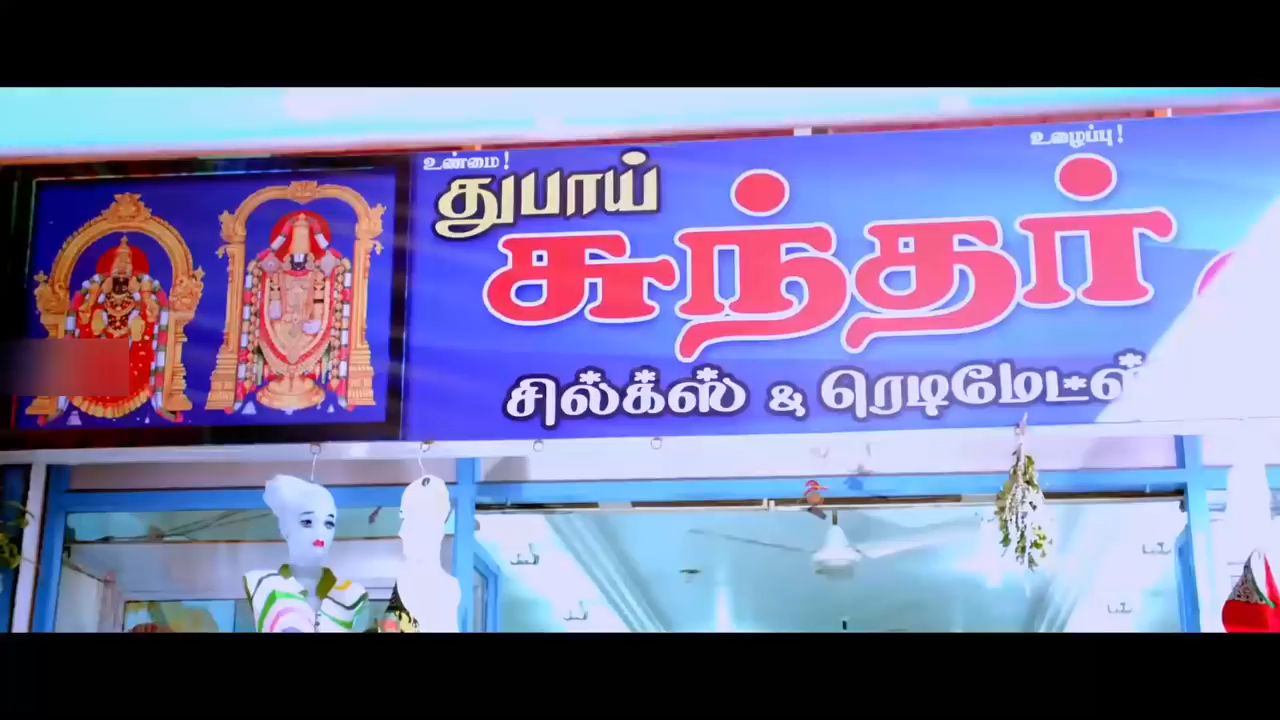 உண்மை! உழைப்பு!
துபாய்
சுந்தர்
சில்க்ஸ் & ரெடிமேட்ஸ்